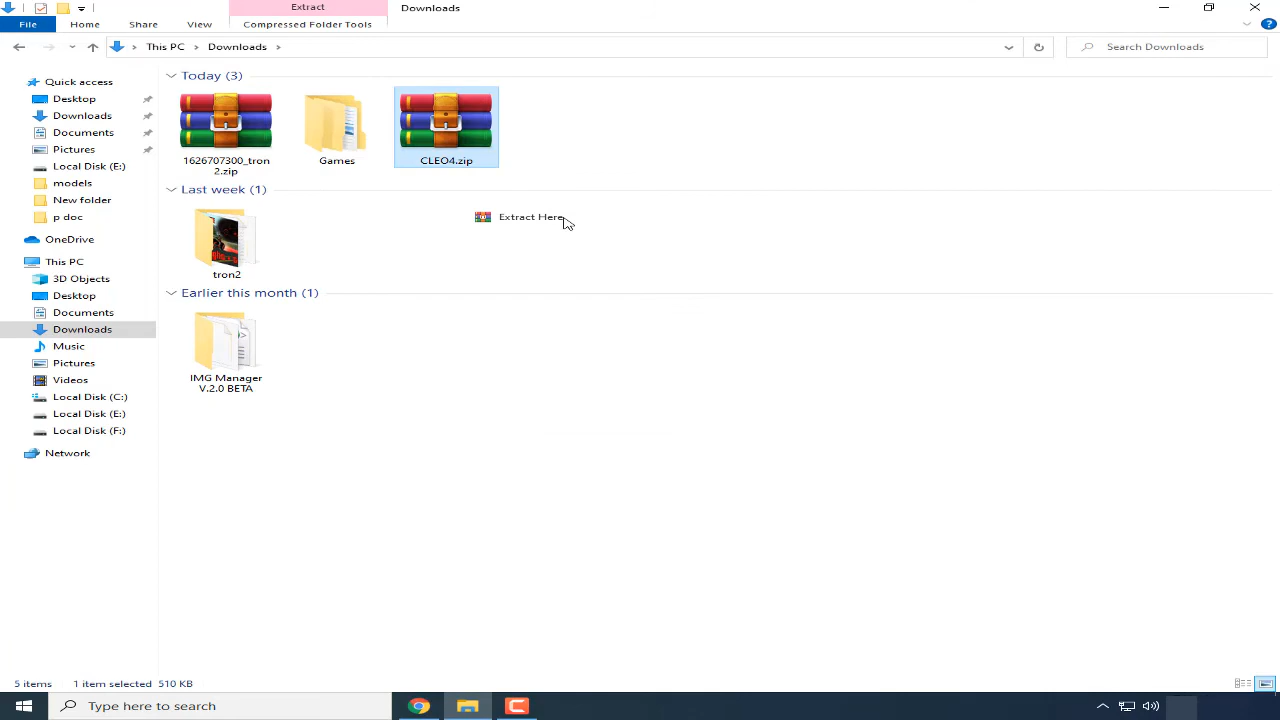 Extract
Downloads
File
Home
Share
View
Compressed Folder Tools
This PC
Downloads
Search Downloads
Quick access
Desktop
Downloads
Documents
Pictures
Local Disk (E:)
models
New folder
p doc
OneDrive
This PC
3D Objects
Desktop
Documents
Downloads
Music
Pictures
Videos
Local Disk (C:)
Local Disk (E:)
Local Disk (F:)
Network
Today (3)
1626707300_tron
2.zip
Games
CLEO4.zip
Last week (1)
Extract Here
tron2
Earlier this month (1)
IMG Manager
V.2.0 BETA
5 items
1 item selected 510 KB
Type here to search